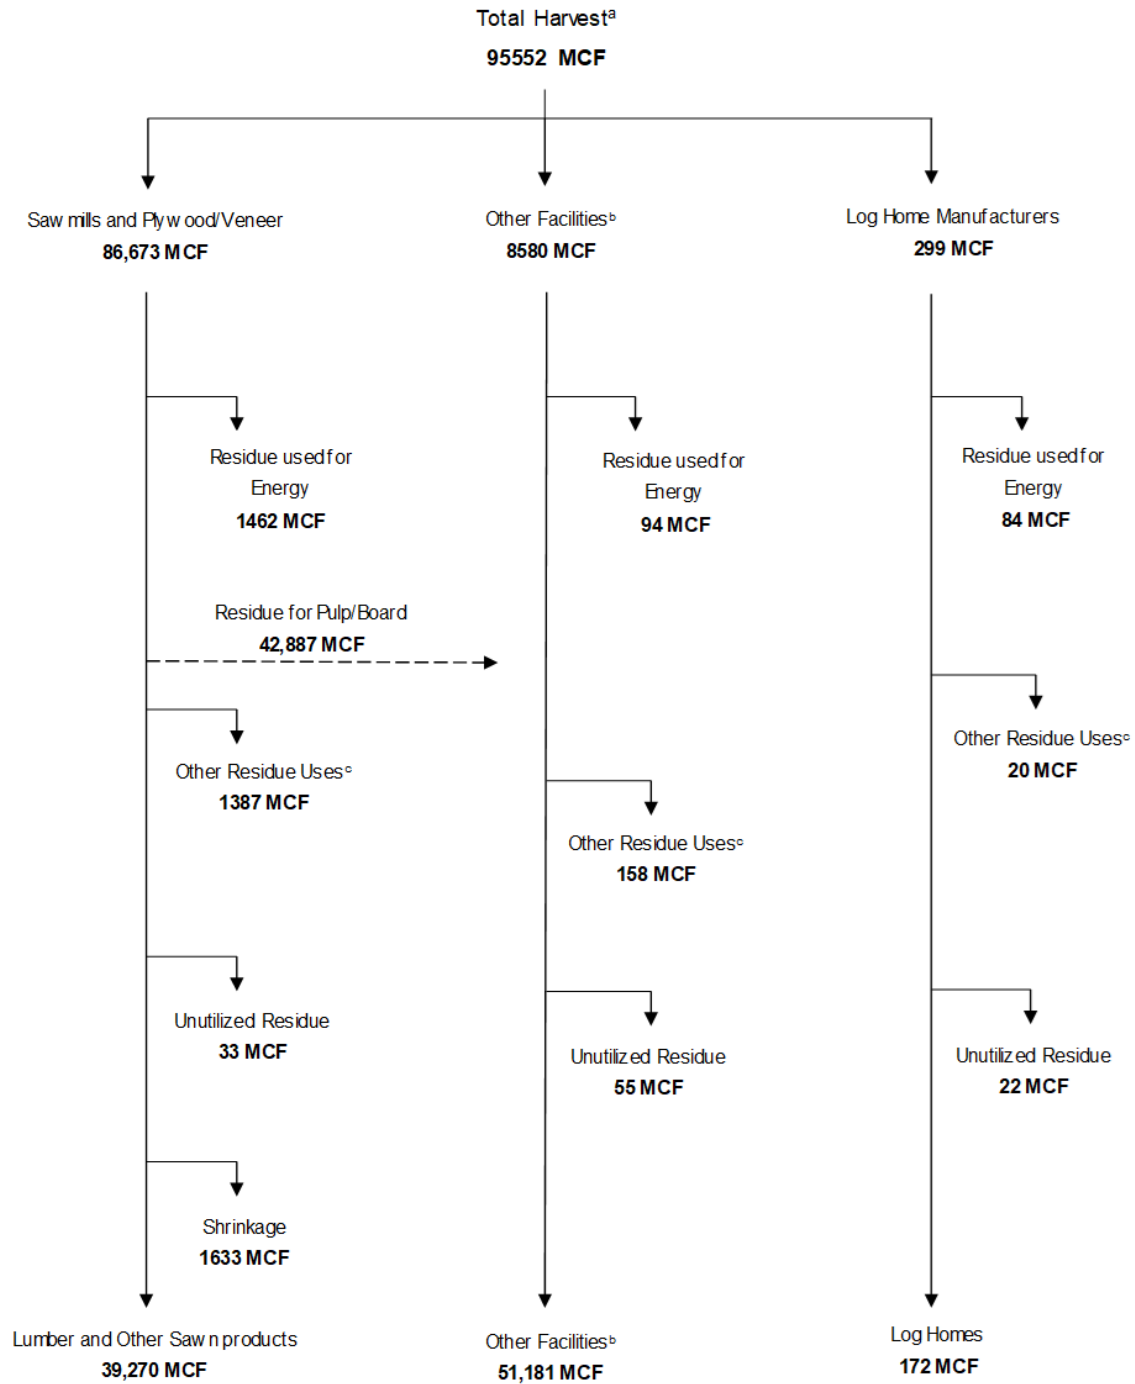 Total Harvestᵃ
95552 MCF
Sawmills and Plywood/Veneer
86,673 MCF
Other Facilitiesᵇ
8580 MCF
Log Home Manufacturers
299 MCF
Residue used for
Energy
1462 MCF
Residue used for
Energy
94 MCF
Residue used for
Energy
84 MCF
Residue for Pulp/Board
42,887 MCF
Other Residue Usesᶜ
1387 MCF
Other Residue Usesᶜ
158 MCF
Other Residue Usesᶜ
20 MCF
Unutilized Residue
33 MCF
Unutilized Residue
55 MCF
Unutilized Residue
22 MCF
Shrinkage
1633 MCF
Lumber and Other Sawn products
39,270 MCF
Other Facilitiesᵇ
51,181 MCF
Log Homes
172 MCF